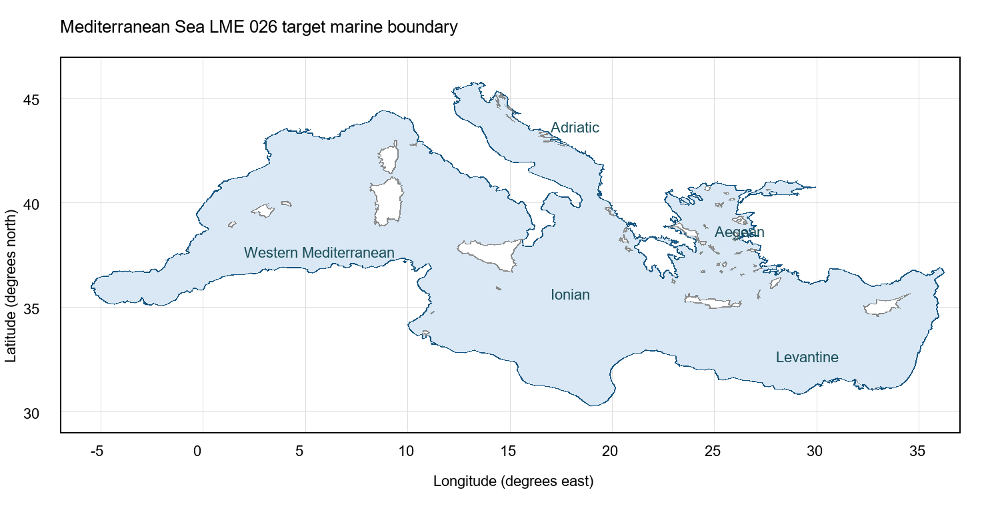 Mediterranean Sea LME 026 target marine boundary
45
Adriatic
40
Aegean
Western Mediterranean
Ionian
35
Levantine
30
Latitude (degrees north)
-5 0 5 10 15 20 25 30 35
Longitude (degrees east)